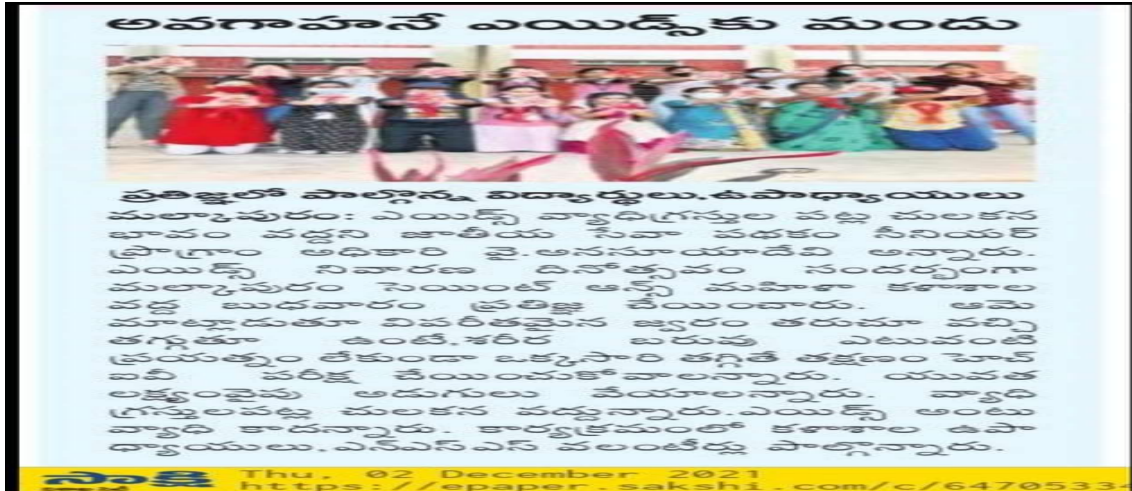 అవగాహనే ఎయిడ్స్‌కు మందు
ప్రతిజ్ఞలో పాల్గొన్న విద్యార్థులు.ఉపాధ్యాయులు
మల్కాపురం: ఎయిడ్స్ వ్యాధిగ్రస్తుల పట్ల చులకన
భావం వద్దని జాతీయ సేవా పథకం సీనియర్
ప్రొగ్రాం అధికారి వై.అనసూయాదేవి అన్నారు.
ఎయిడ్స్ నివారణ దినోత్సవం సందర్భంగా
మల్కాపురం సెయింట్ ఆన్స్ మహిళా కళాశాల
వద్ద బుధవారం ప్రతిజ్ఞ చేయించారు. ఆమె
మాట్లాడుతూ విపరీతమైన జ్వరం తరుచూ వచ్చి
తగ్గుతూ ఉంటే.శరీర బరువు ఎటువంటి
ప్రయత్నం లేకుండా ఒక్కసారి తగ్గితే తక్షణం హెచ్
ఐవీ పరీక్ష చేయించుకోవాలన్నారు. యువత
లక్ష్యంవైపు అడుగులు వేయాలన్నారు. వ్యాధి
గ్రస్తులపట్ల చులకన వద్దన్నారు.ఎయిడ్స్ అంటు
వ్యాధి కాదన్నారు. కార్యక్రమంలో కళాశాల ఉపా
ధ్యాయులు.ఎన్ఎస్ఎస్ వలంటీర్లు పాల్గొన్నారు.
సాక్షి
Thu, 02 December 2021
https://epaper.sakshi.com/c/64705334